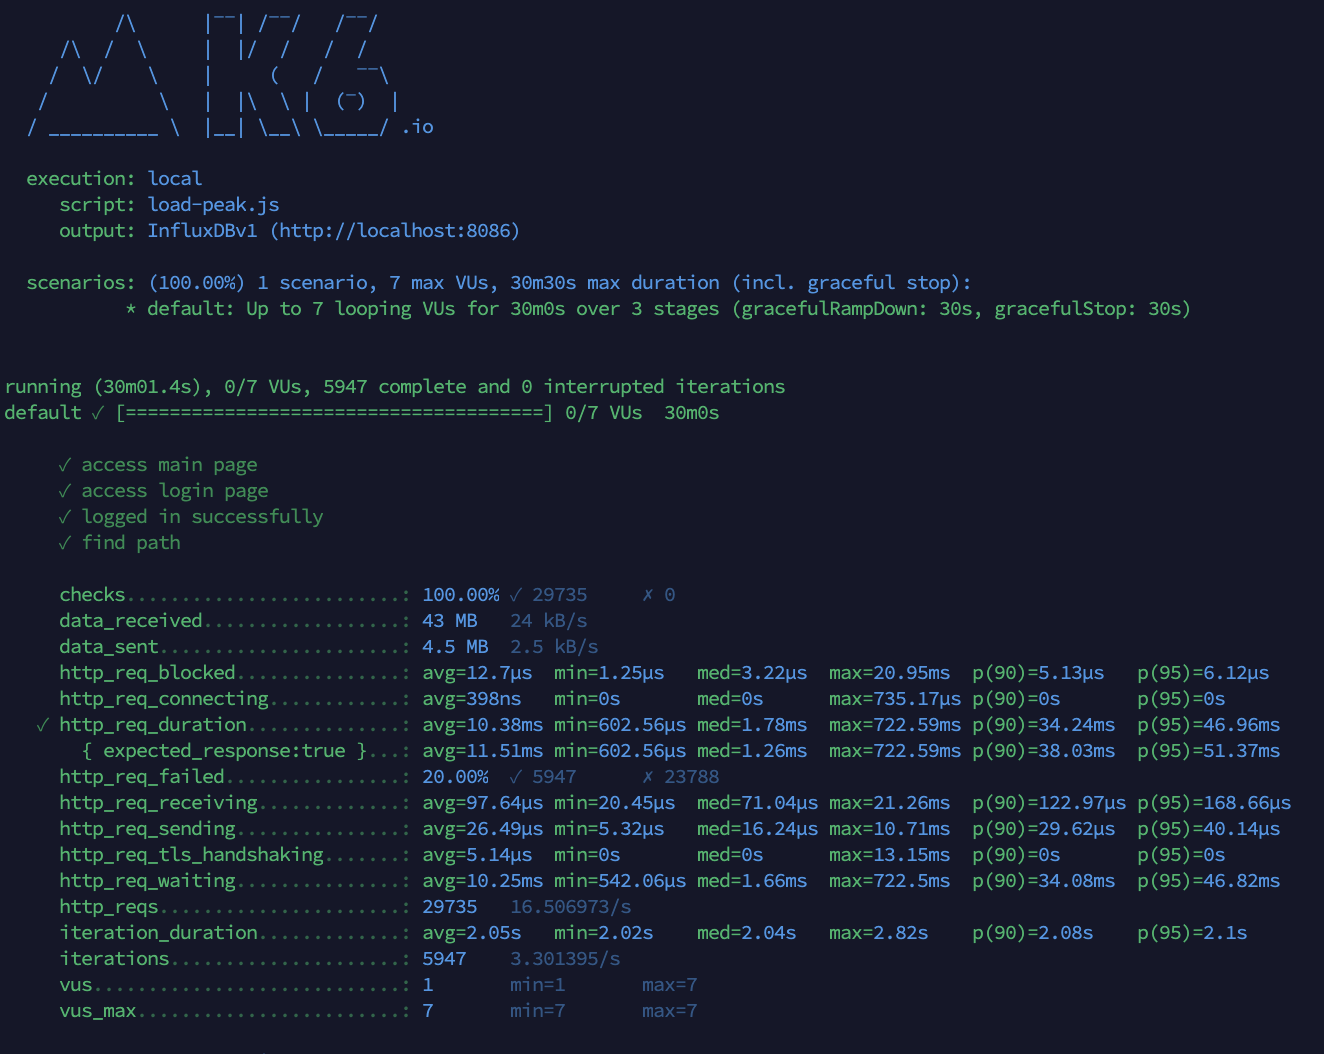 /\      |‾‾| /‾‾/   /‾‾/
     /\  /  \     |  |/  /   /  /
    /  \/    \    |     (   /   ‾‾\
   /          \   |  |\  \ |  (‾)  |
  / __________ \  |__| \__\ \_____/ .io
execution: local
script: load-peak.js
output: InfluxDBv1 (http://localhost:8086)
scenarios: (100.00%) 1 scenario, 7 max VUs, 30m30s max duration (incl. graceful stop):
* default: Up to 7 looping VUs for 30m0s over 3 stages (gracefulRampDown: 30s, gracefulStop: 30s)
running (30m01.4s), 0/7 VUs, 5947 complete and 0 interrupted iterations
default ✓ [======================================] 0/7 VUs  30m0s
✓ access main page
✓ access login page
✓ logged in successfully
✓ find path
checks.........................: 100.00% ✓ 29735     ✗ 0
data_received..................: 43 MB   24 kB/s
data_sent......................: 4.5 MB  2.5 kB/s
http_req_blocked...............: avg=12.7µs  min=1.25µs   med=3.22µs  max=20.95ms  p(90)=5.13µs   p(95)=6.12µs
http_req_connecting............: avg=398ns   min=0s       med=0s      max=735.17µs p(90)=0s       p(95)=0s
✓ http_req_duration..............: avg=10.38ms min=602.56µs med=1.78ms  max=722.59ms p(90)=34.24ms  p(95)=46.96ms
{ expected_response:true }...: avg=11.51ms min=602.56µs med=1.26ms  max=722.59ms p(90)=38.03ms  p(95)=51.37ms
http_req_failed................: 20.00%  ✓ 5947      ✗ 23788
http_req_receiving.............: avg=97.64µs min=20.45µs  med=71.04µs max=21.26ms  p(90)=122.97µs p(95)=168.66µs
http_req_sending...............: avg=26.49µs min=5.32µs   med=16.24µs max=10.71ms  p(90)=29.62µs  p(95)=40.14µs
http_req_tls_handshaking.......: avg=5.14µs  min=0s       med=0s      max=13.15ms  p(90)=0s       p(95)=0s
http_req_waiting...............: avg=10.25ms min=542.06µs med=1.66ms  max=722.5ms  p(90)=34.08ms  p(95)=46.82ms
http_reqs......................: 29735   16.506973/s
iteration_duration.............: avg=2.05s   min=2.02s    med=2.04s   max=2.82s    p(90)=2.08s    p(95)=2.1s
iterations.....................: 5947    3.301395/s
vus............................: 1       min=1       max=7
vus_max........................: 7       min=7       max=7